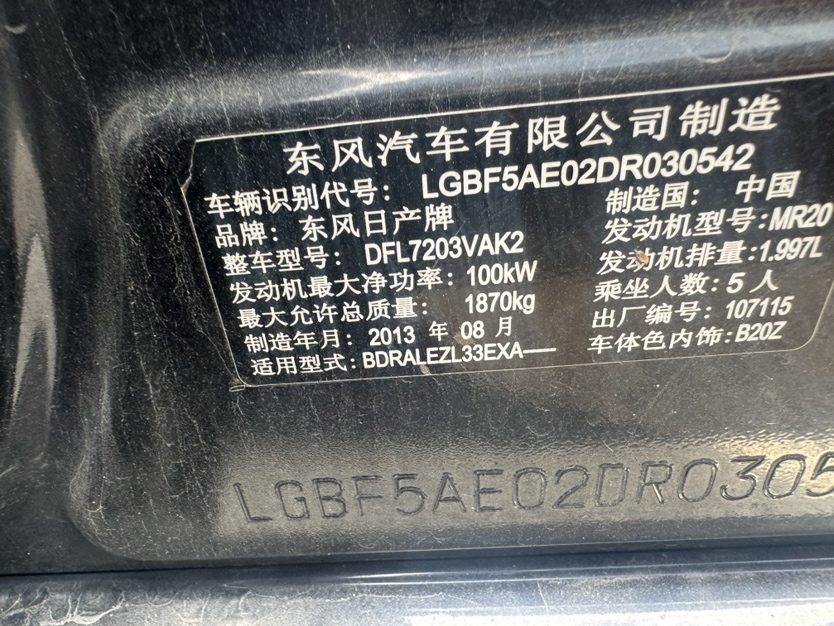 东风汽车有限公司制造
车辆识别代号: LGBF5AE02DR030542
品牌: 东风日产牌 制造国: 中国
整车型号: DFL7203VAK2 发动机型号:MR20
发动机最大净功率: 100kW 发动机排量:1.997L
最大允许总质量: 1870kg 乘坐人数: 5 人
制造年月: 2013 年 08 月 出厂编号: 107115
适用型式: BDRALEZL33EXA— 车体色内饰: B20Z
LGBF5AE02DR0305